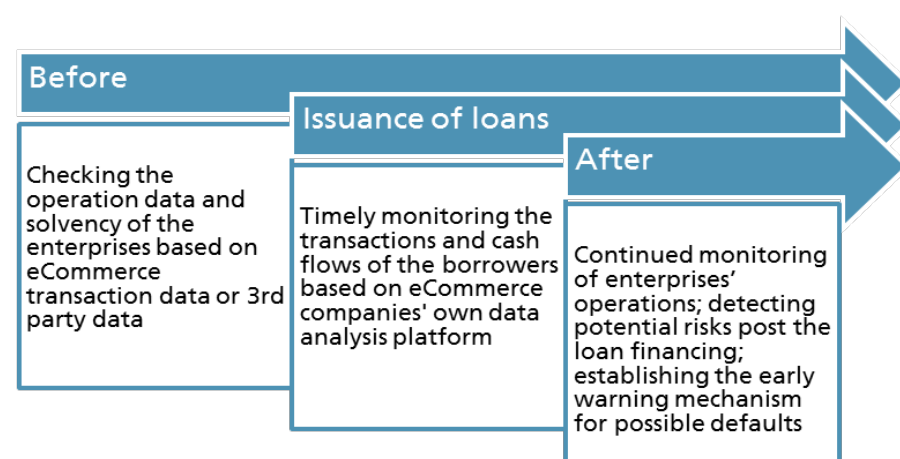 Before
Checking the
operation data and
solvency of the
enterprises based on
eCommerce
transaction data or 3rd
party data
Issuance of loans
Timely monitoring the
transactions and cash
flows of the borrowers
based on eCommerce
companies' own data
analysis platform
After
Continued monitoring
of enterprises’
operations; detecting
potential risks post the
loan financing;
establishing the early
warning mechanism
for possible defaults